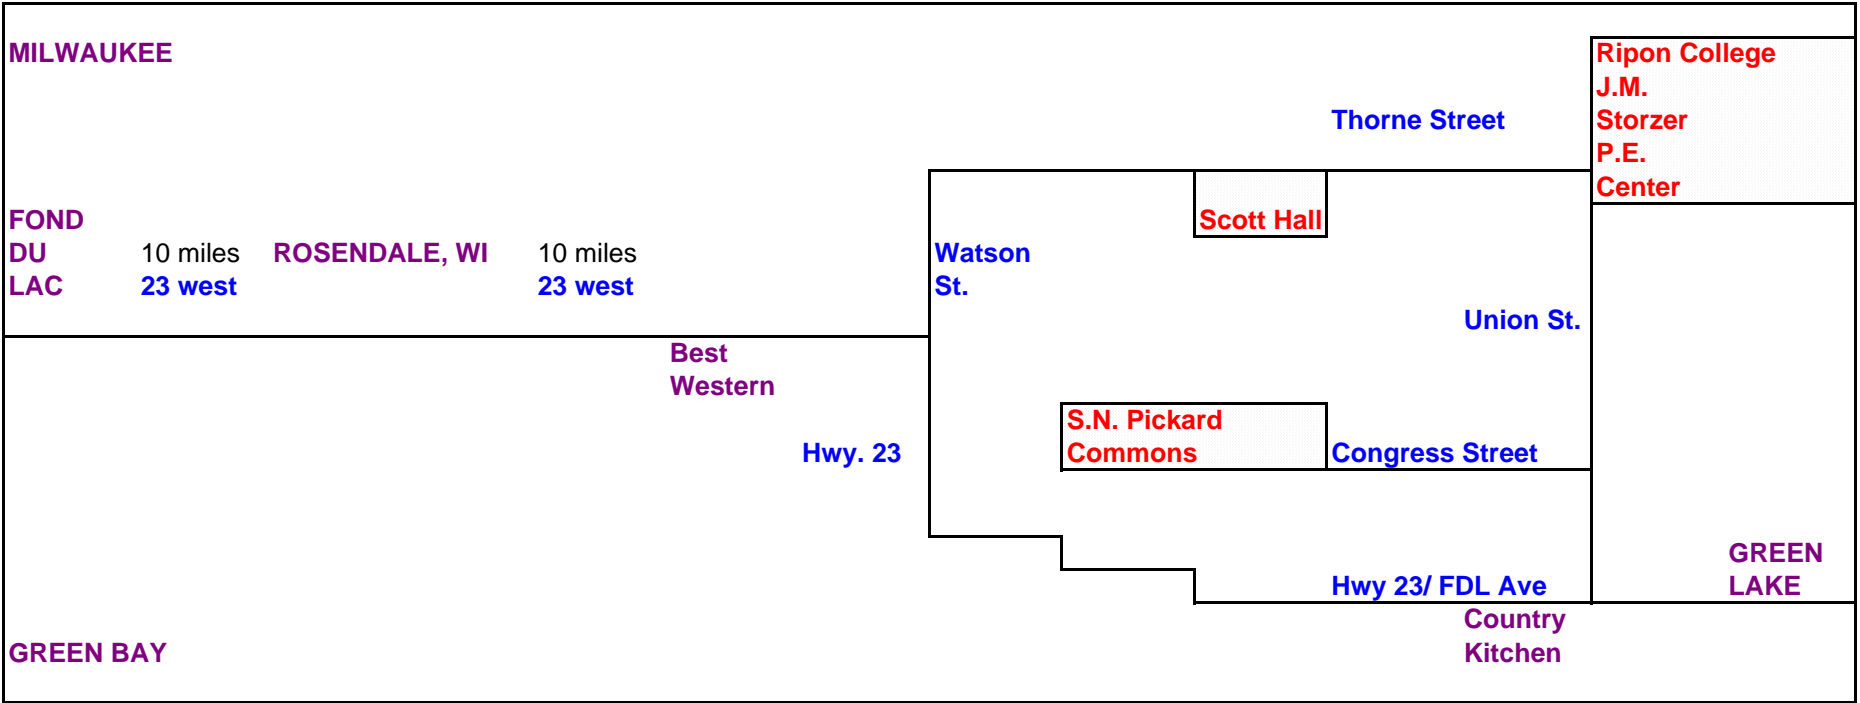 MILWAUKEE
Ripon College
J.M.
Thorne Street
Storzer
P.E.
Center
FOND
Scott Hall
DU 10 miles ROSENDALE, WI 10 miles
Watson
LAC 23 west 23 west
St.
Union St.
Best
Western
S.N. Pickard
Hwy. 23
Commons
Congress Street
GREEN
Hwy 23/ FDL Ave
LAKE
Country
GREEN BAY
Kitchen